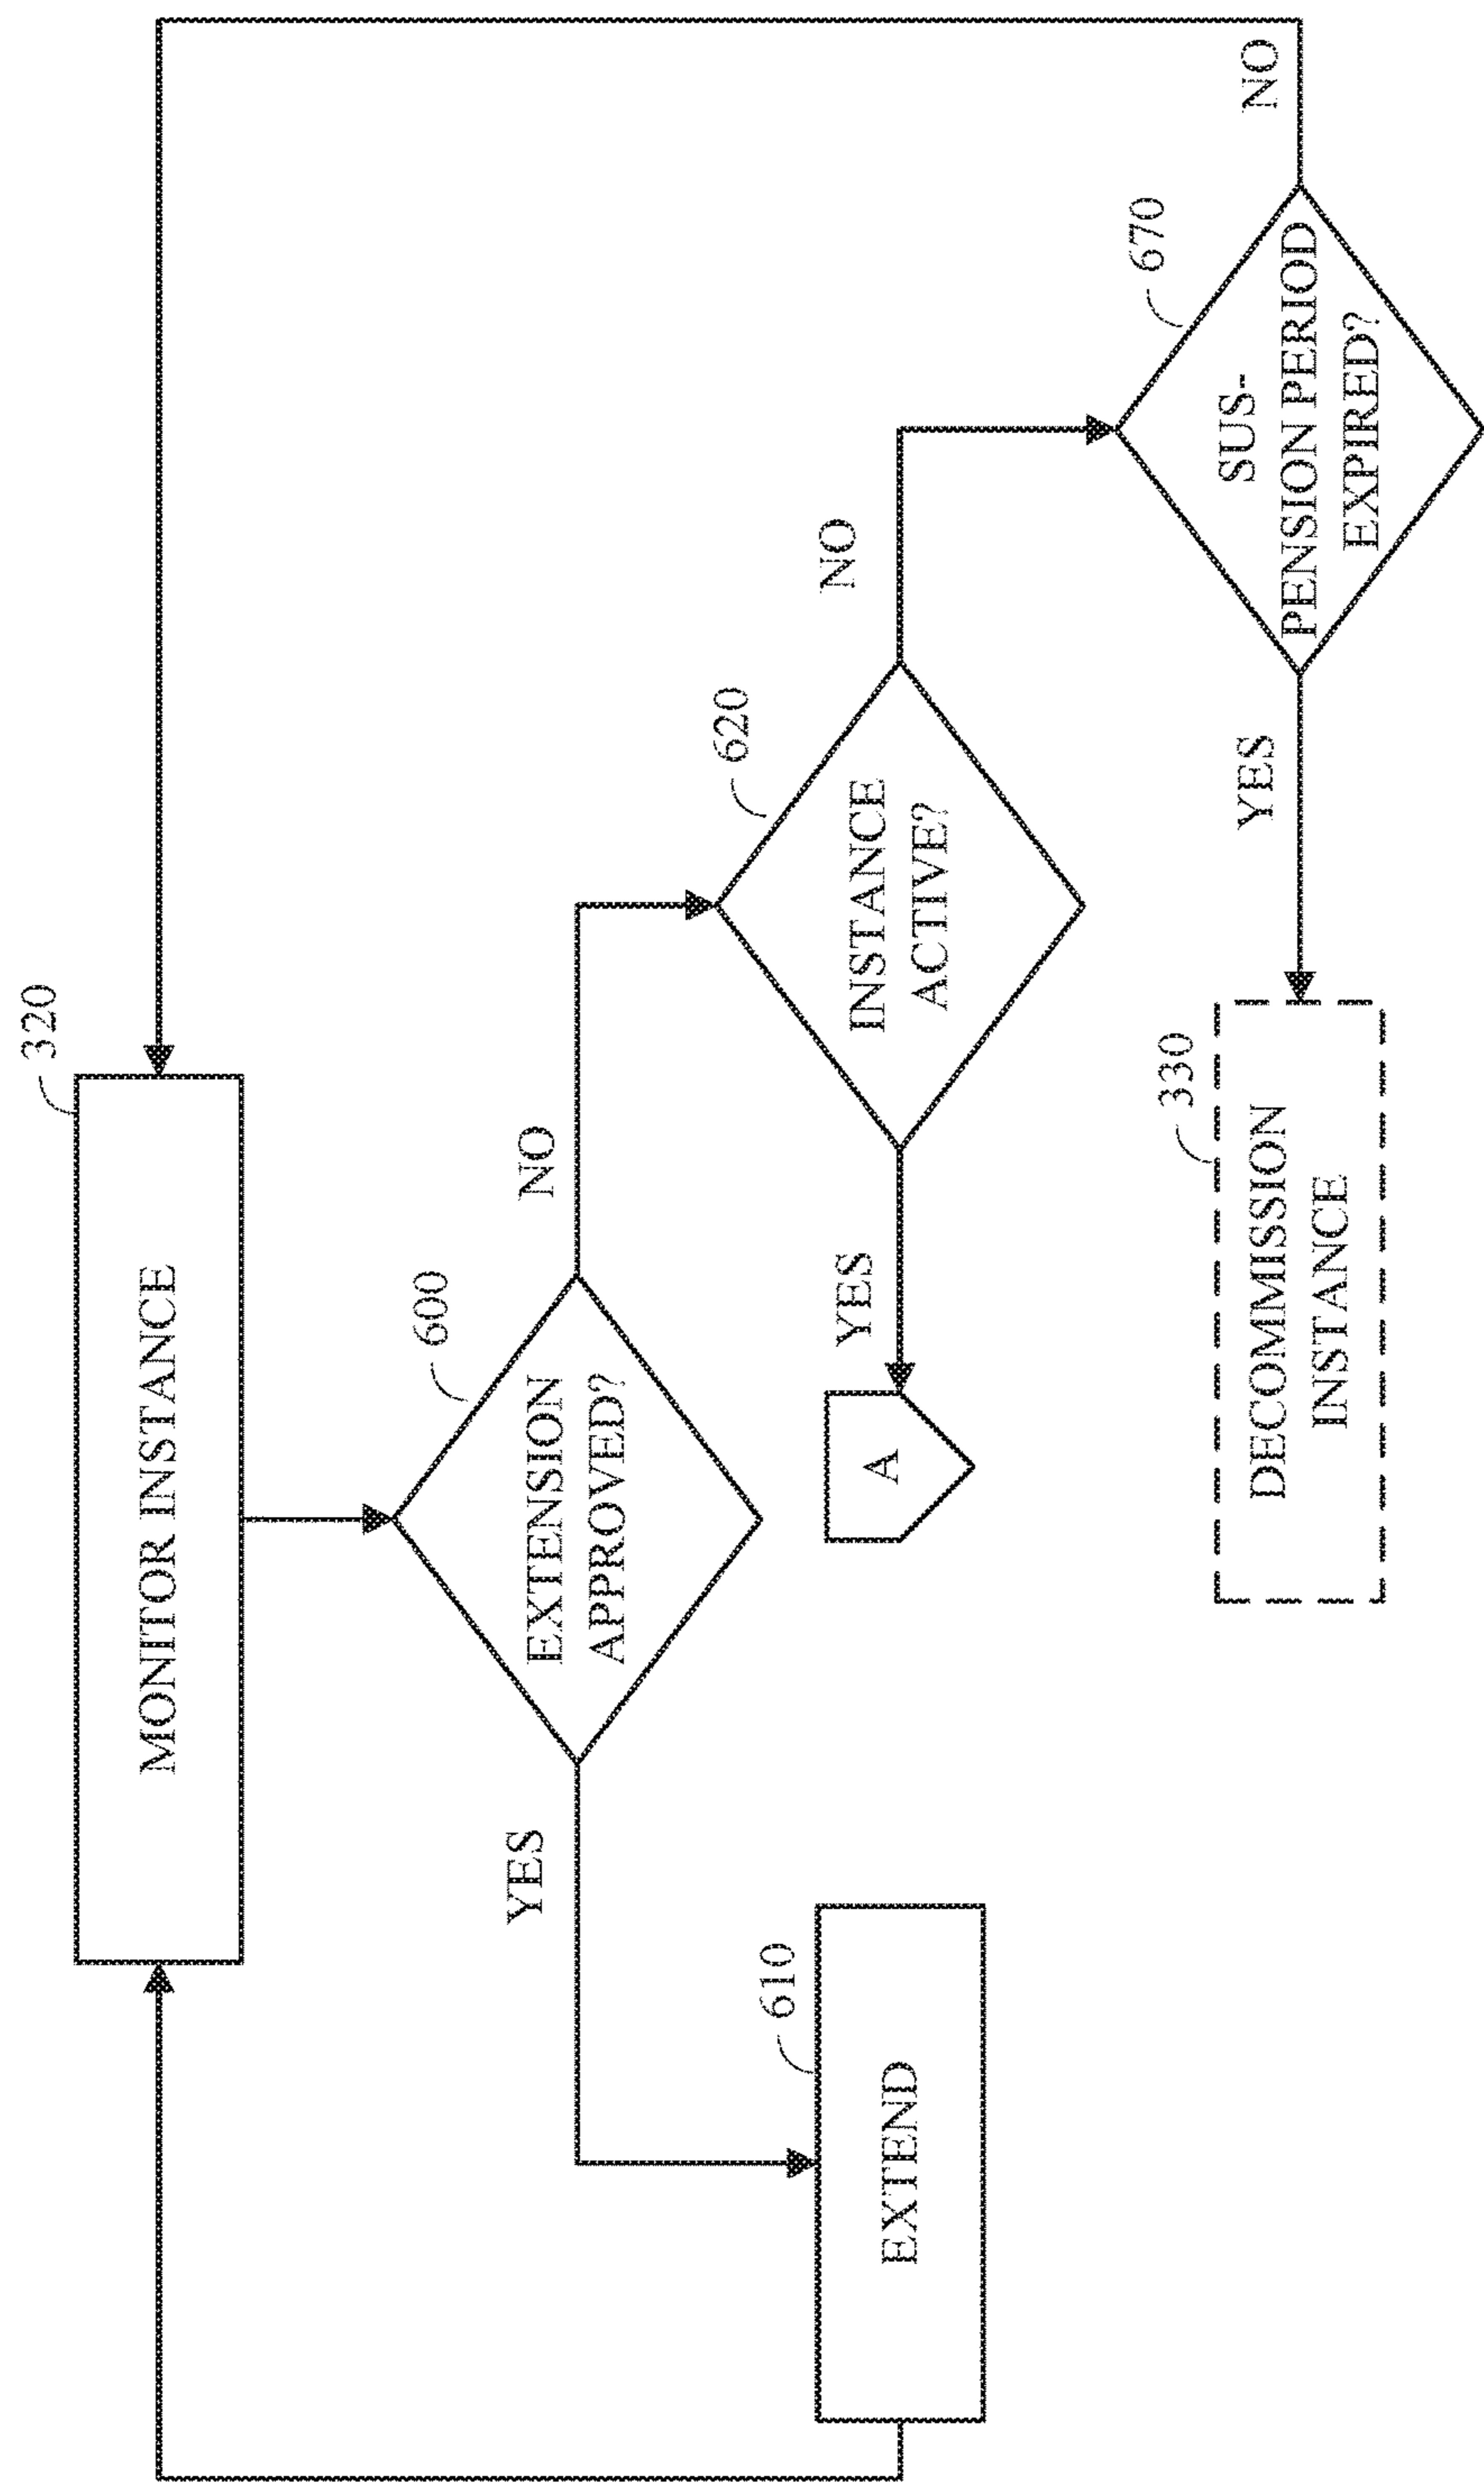 320
MONITOR INSTANCE
600
EXTENSION
APPROVED?
YES
NO
610
EXTEND
620
INSTANCE
ACTIVE?
YES
NO
A
670
SUS-
PENSION PERIOD
EXPIRED?
YES
NO
330
DECOMMISSION
INSTANCE